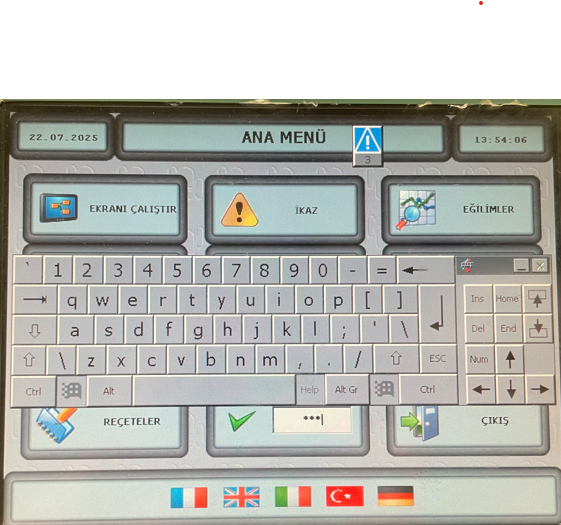 22.07.2025
ANA MENÜ
3
13:54:06
EKRANI ÇALIŞTIR
İKAZ
EĞİLİMLER
` 1 2 3 4 5 6 7 8 9 0 - =
q w e r t y u i o p [ ]
Ins Home
a s d f g h j k l ; ' \
Del End
\ z x c v b n m , . / ESC
Num
Ctrl Alt Help Alt Gr Ctrl
REÇETELER
***
ÇIKIŞ